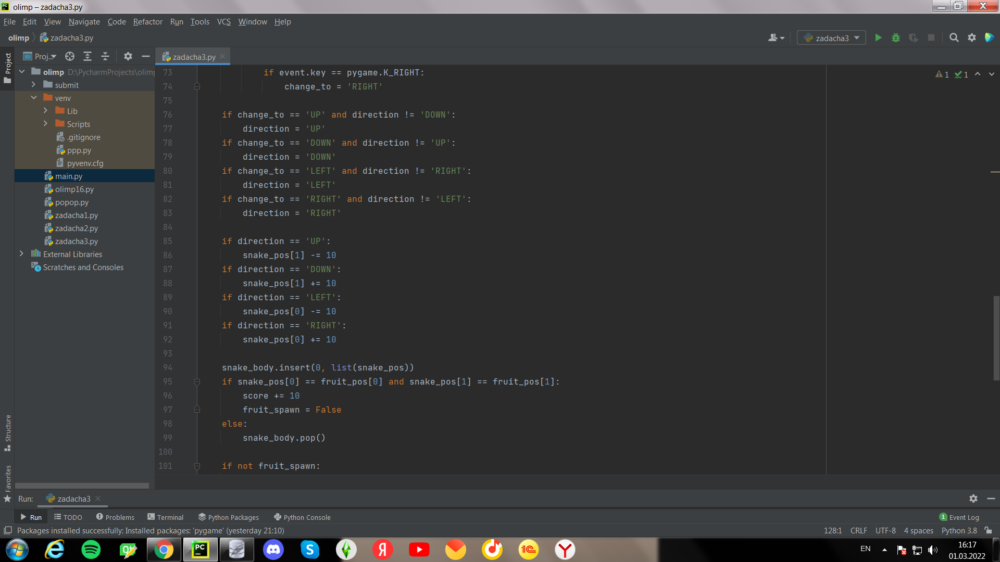 olimp – zadacha3.py
File Edit View Navigate Code Refactor Run Tools VCS Window Help
olimp zadacha3.py
zadacha3
Proj...
zadacha3.py
Project
olimp D:\PycharmProjects\olimp
submit
venv
Lib
Scripts
.gitignore
ppp.py
pyvenv.cfg
main.py
olimp16.py
popop.py
zadacha1.py
zadacha2.py
zadacha3.py
External Libraries
Scratches and Consoles
1 1
73 if event.key == pygame.K_RIGHT:
74 change_to = 'RIGHT'
75
76 if change_to == 'UP' and direction != 'DOWN':
77 direction = 'UP'
78 if change_to == 'DOWN' and direction != 'UP':
79 direction = 'DOWN'
80 if change_to == 'LEFT' and direction != 'RIGHT':
81 direction = 'LEFT'
82 if change_to == 'RIGHT' and direction != 'LEFT':
83 direction = 'RIGHT'
84
85 if direction == 'UP':
86 snake_pos[1] -= 10
87 if direction == 'DOWN':
88 snake_pos[1] += 10
89 if direction == 'LEFT':
90 snake_pos[0] -= 10
91 if direction == 'RIGHT':
92 snake_pos[0] += 10
93
94 snake_body.insert(0, list(snake_pos))
95 if snake_pos[0] == fruit_pos[0] and snake_pos[1] == fruit_pos[1]:
96 score += 10
97 fruit_spawn = False
98 else:
99 snake_body.pop()
100
101 if not fruit_spawn:
Structure
Favorites
Run: zadacha3
Run TODO Problems Terminal Python Packages Python Console
1 Event Log
Packages installed successfully: Installed packages: 'pygame' (yesterday 21:10)
128:1 CRLF UTF-8 4 spaces Python 3.8
Qt
PC
S
Я
1С
Y
EN
16:17
01.03.2022